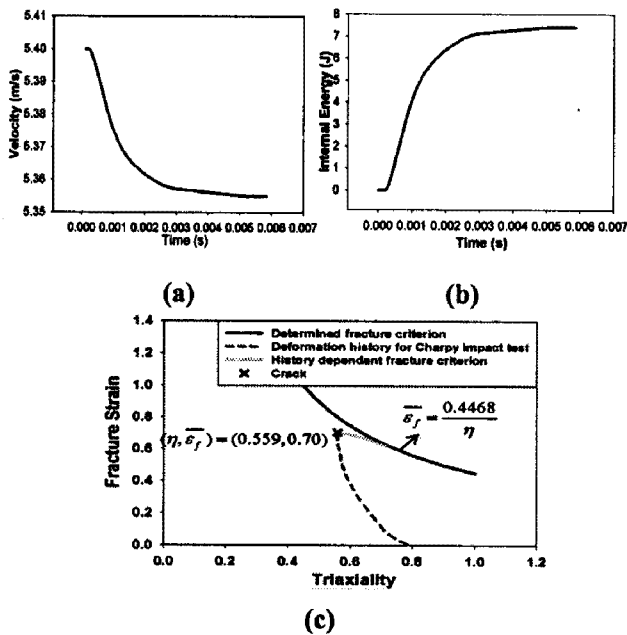 5.41
5.40
5.39
5.38
5.37
5.36
5.35
Velocity (m/s)
0.000 0.001 0.002 0.003 0.004 0.005 0.006 0.007
Time (s)
(a)
8
7
6
5
4
3
2
1
0
Internal Energy (J)
0.000 0.001 0.002 0.003 0.004 0.005 0.006 0.007
Time (s)
(b)
1.4
1.2
1.0
0.8
0.6
0.4
0.2
0.0
Fracture Strain
Determined fracture criterion
Deformation history for Charpy impact test
History dependent fracture criterion
Crack
(η, ε_f) = (0.559, 0.70)
ε_f = 0.4468 / η
0.0 0.2 0.4 0.6 0.8 1.0 1.2
Triaxiality
(c)